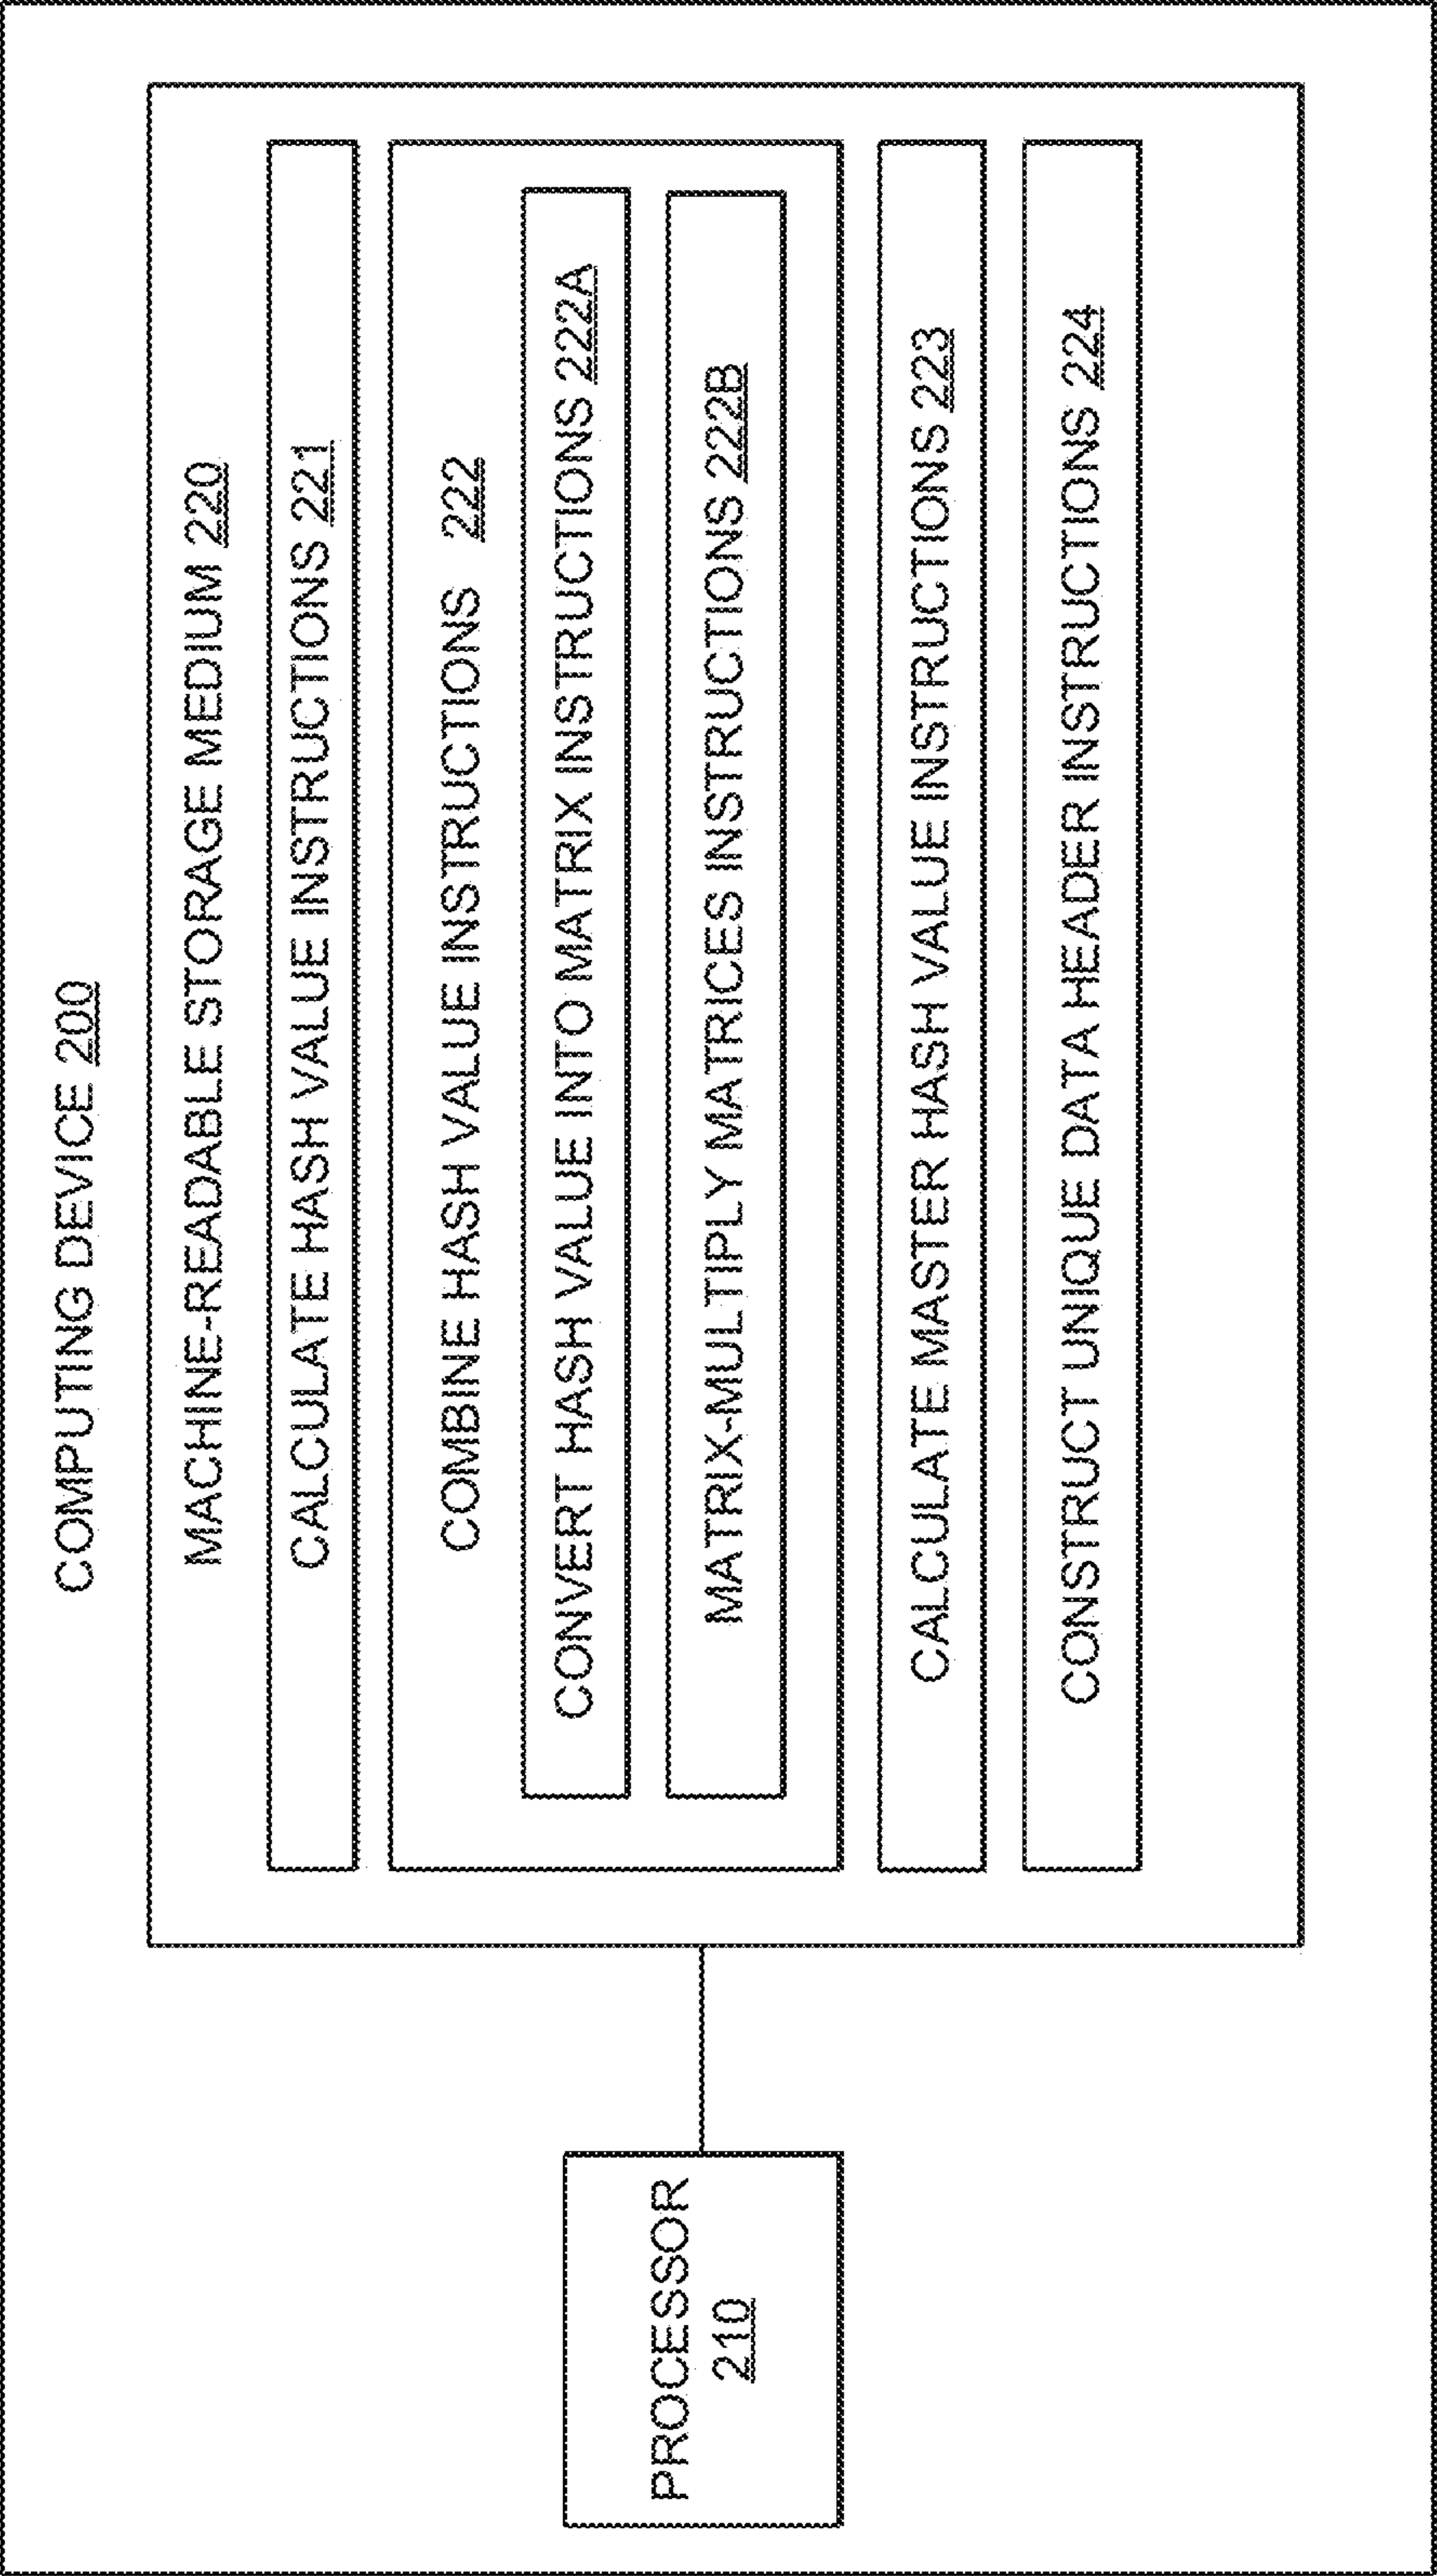 COMPUTING DEVICE 200
MACHINE-READABLE STORAGE MEDIUM 220
CALCULATE HASH VALUE INSTRUCTIONS 221
COMBINE HASH VALUE INSTRUCTIONS 222
CONVERT HASH VALUE INTO MATRIX INSTRUCTIONS 222A
MATRIX-MULTIPLY MATRICES INSTRUCTIONS 222B
CALCULATE MASTER HASH VALUE INSTRUCTIONS 223
CONSTRUCT UNIQUE DATA HEADER INSTRUCTIONS 224
PROCESSOR
210